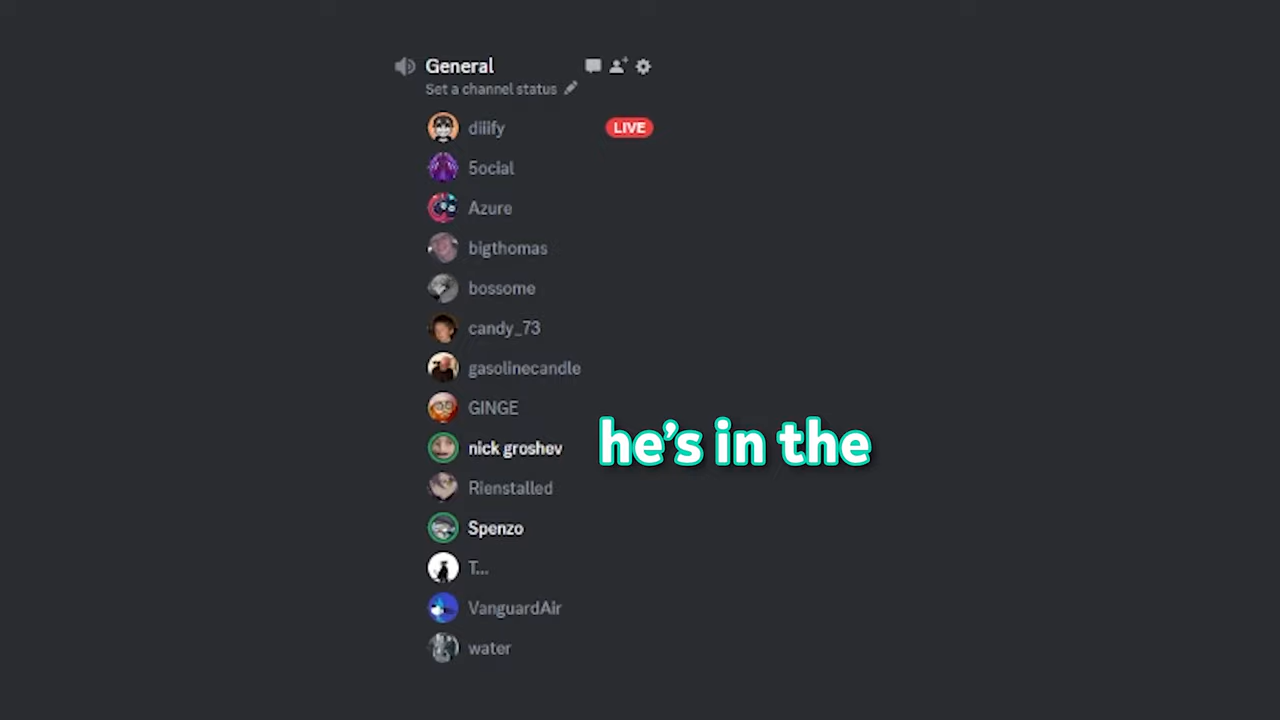 General
Set a channel status
diiify
LIVE
5ocial
Azure
bigthomas
bossome
candy_73
gasolinecandle
GINGE
nick groshev
he's in the
Rienstalled
Spenzo
T...
VanguardAir
water